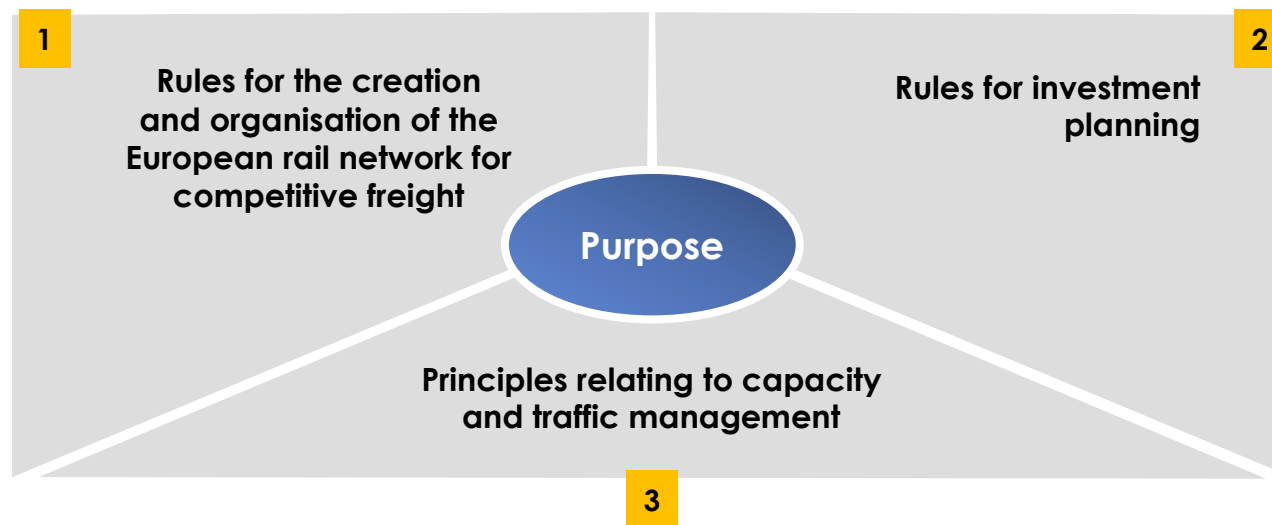 1
Rules for the creation
and organisation of the
European rail network for
competitive freight
2
Rules for investment
planning
Purpose
Principles relating to capacity
and traffic management
3